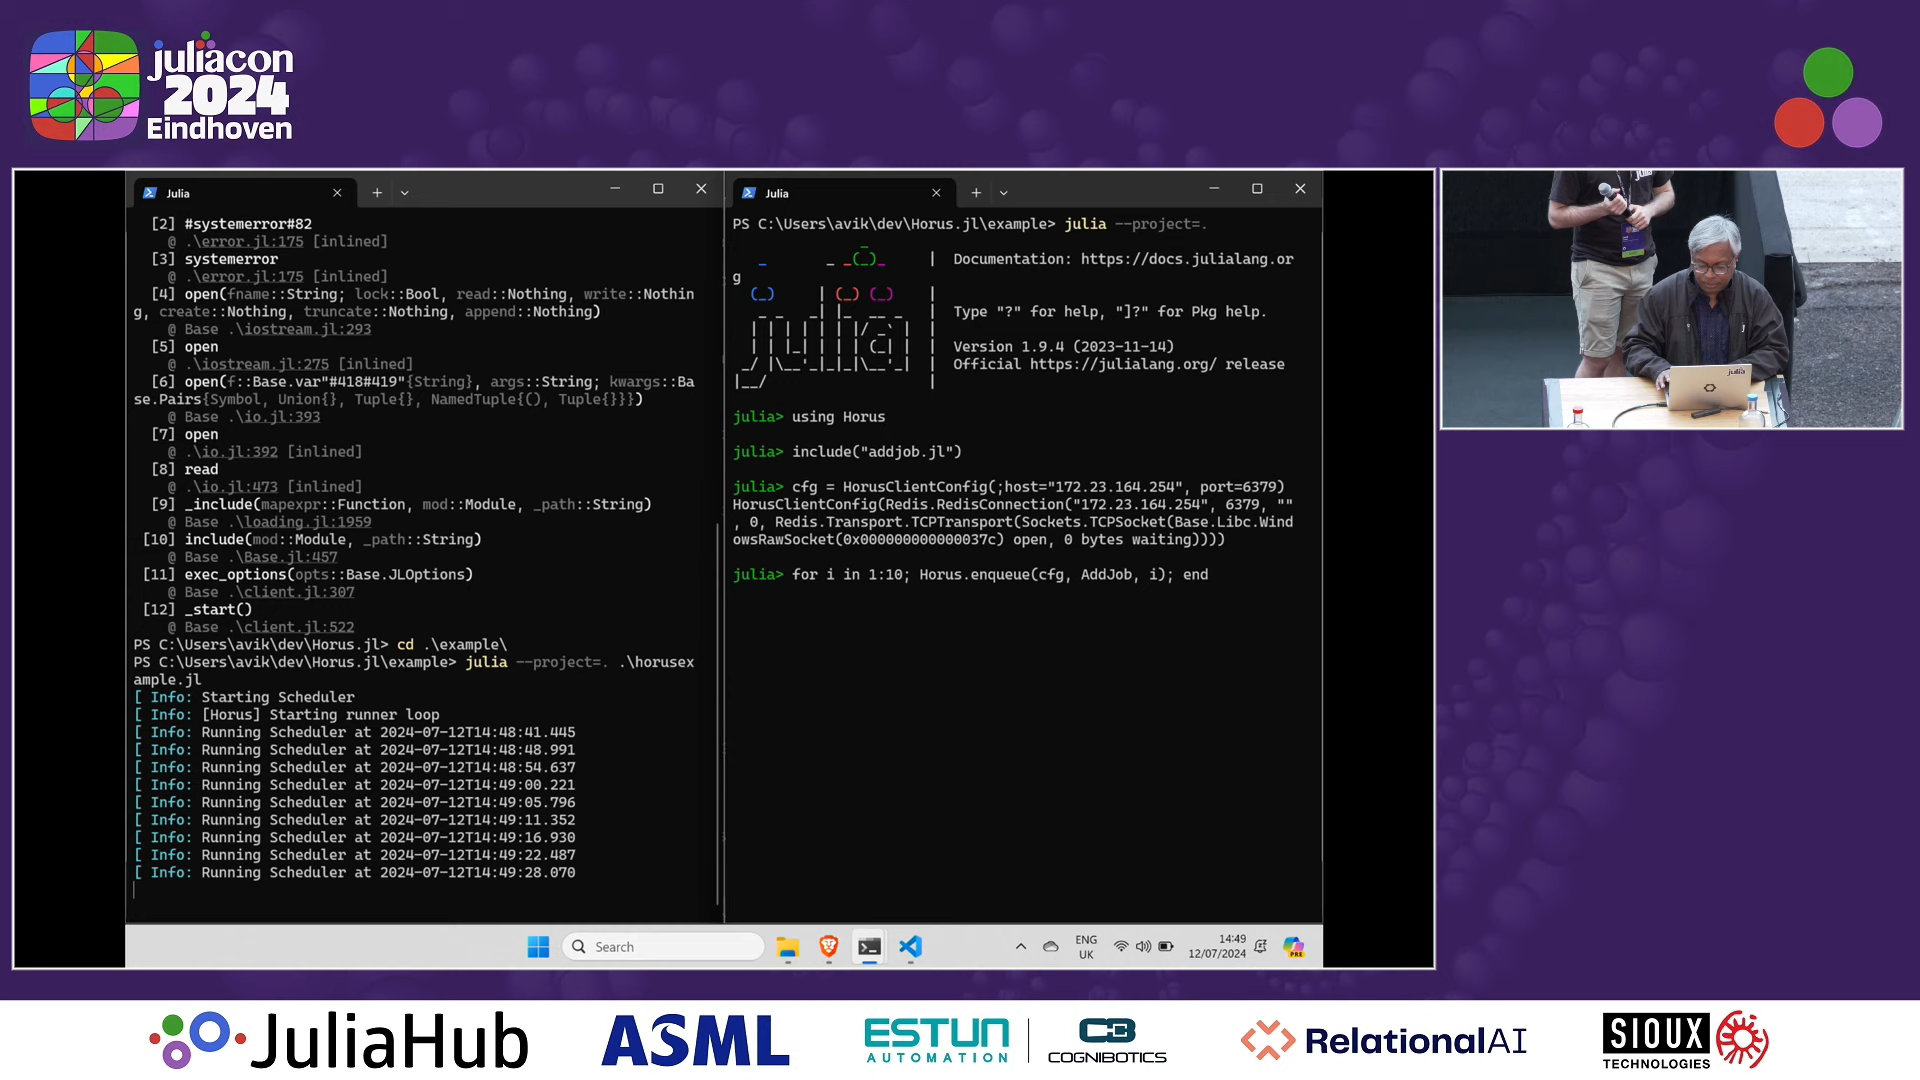 juliacon
2024
Eindhoven
Julia
[2] #systemerror#82
@ .\error.jl:175 [inlined]
[3] systemerror
@ .\error.jl:175 [inlined]
[4] open(fname::String; lock::Bool, read::Nothing, write::Nothin
g, create::Nothing, truncate::Nothing, append::Nothing)
@ Base .\iostream.jl:293
[5] open
@ .\iostream.jl:275 [inlined]
[6] open(f::Base.var"#418#419"{String}, args::String; kwargs::Ba
se.Pairs{Symbol, Union{}, Tuple{}, NamedTuple{(), Tuple{}}})
@ Base .\io.jl:393
[7] open
@ .\io.jl:392 [inlined]
[8] read
@ .\io.jl:473 [inlined]
[9] _include(mapexpr::Function, mod::Module, _path::String)
@ Base .\loading.jl:1959
[10] include(mod::Module, _path::String)
@ Base .\Base.jl:457
[11] exec_options(opts::Base.JLOptions)
@ Base .\client.jl:307
[12] _start()
@ Base .\client.jl:522
PS C:\Users\avik\dev\Horus.jl> cd .\example\
PS C:\Users\avik\dev\Horus.jl\example> julia --project=. .\horusex
ample.jl
[ Info: Starting Scheduler
[ Info: [Horus] Starting runner loop
[ Info: Running Scheduler at 2024-07-12T14:48:41.445
[ Info: Running Scheduler at 2024-07-12T14:48:48.991
[ Info: Running Scheduler at 2024-07-12T14:48:54.637
[ Info: Running Scheduler at 2024-07-12T14:49:00.221
[ Info: Running Scheduler at 2024-07-12T14:49:05.796
[ Info: Running Scheduler at 2024-07-12T14:49:11.352
[ Info: Running Scheduler at 2024-07-12T14:49:16.930
[ Info: Running Scheduler at 2024-07-12T14:49:22.487
[ Info: Running Scheduler at 2024-07-12T14:49:28.070
Julia
PS C:\Users\avik\dev\Horus.jl\example> julia --project=.
Documentation: https://docs.julialang.or
g
Type "?" for help, "]?" for Pkg help.
Version 1.9.4 (2023-11-14)
Official https://julialang.org/ release
julia> using Horus
julia> include("addjob.jl")
julia> cfg = HorusClientConfig(;host="172.23.164.254", port=6379)
HorusClientConfig(Redis.RedisConnection("172.23.164.254", 6379, ""
, 0, Redis.Transport.TCPTransport(Sockets.TCPSocket(Base.Libc.Wind
owsRawSocket(0x000000000000037c) open, 0 bytes waiting))))
julia> for i in 1:10; Horus.enqueue(cfg, AddJob, i); end
Search
ENG
UK
14:49
12/07/2024
PRE
julia
JuliaHub
ASML
ESTUN
AUTOMATION
COGNIBOTICS
RelationalAI
SIOUX
TECHNOLOGIES